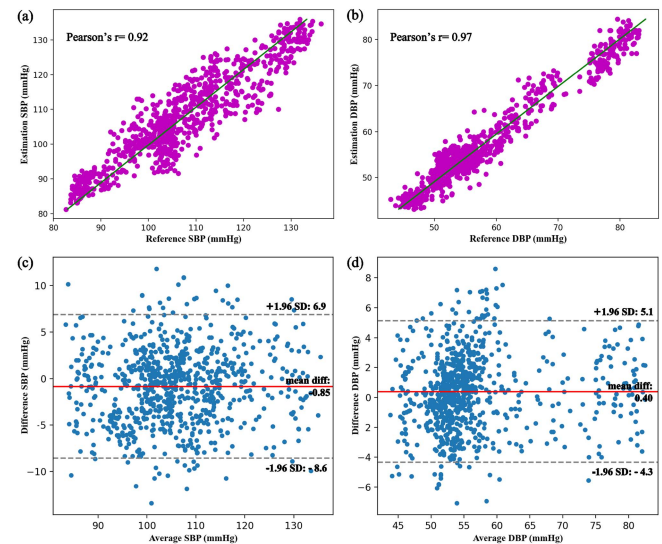 (a)
Pearson's r= 0.92
Estimation SBP (mmHg)
130
120
110
100
90
80
80
90
100
110
120
130
Reference SBP (mmHg)
(b)
Pearson's r= 0.97
Estimation DBP (mmHg)
80
70
60
50
50
60
70
80
Reference DBP (mmHg)
(c)
+1.96 SD: 6.9
mean diff:
-0.85
-1.96 SD: - 8.6
Difference SBP (mmHg)
10
5
0
−5
−10
90
100
110
120
130
Average SBP (mmHg)
(d)
+1.96 SD: 5.1
mean diff:
0.40
-1.96 SD: - 4.3
Difference DBP (mmHg)
8
6
4
2
0
−2
−4
−6
45
50
55
60
65
70
75
80
Average DBP (mmHg)